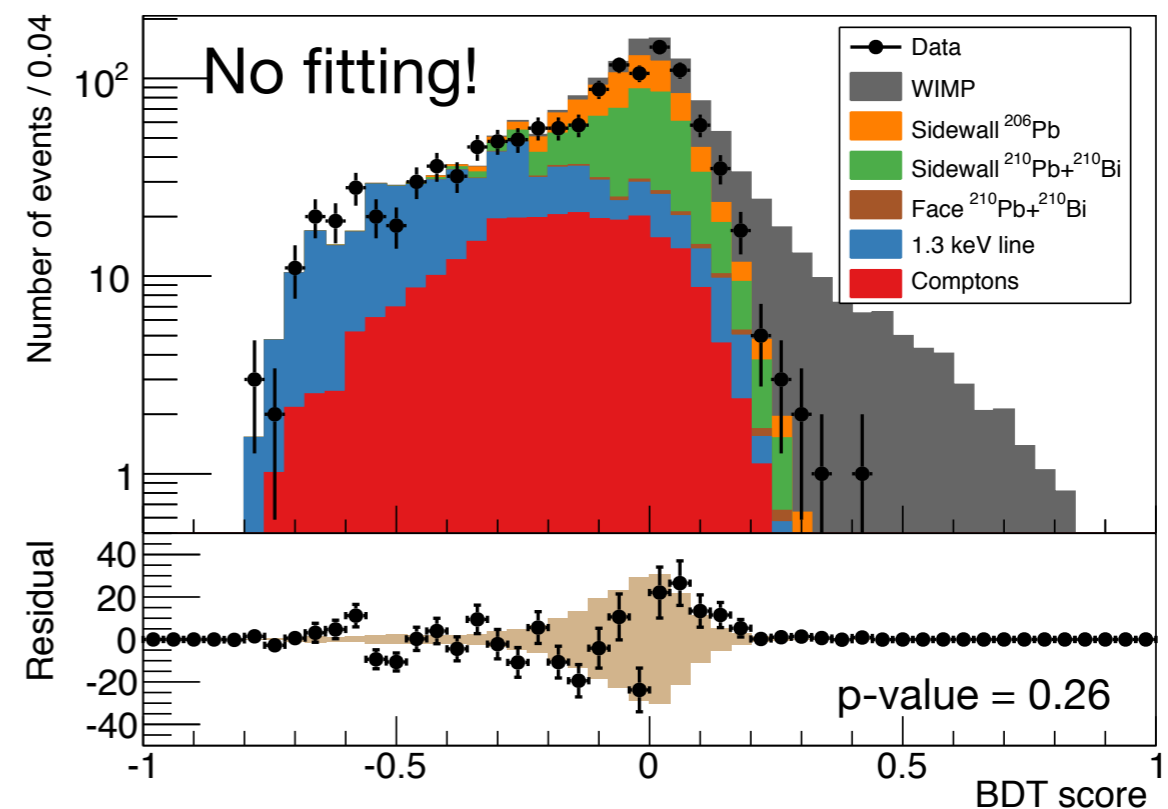 Number of events / 0.04
10²
10
1
No fitting!
Data
WIMP
Sidewall ²⁰⁶Pb
Sidewall ²¹⁰Pb+²¹⁰Bi
Face ²¹⁰Pb+²¹⁰Bi
1.3 keV line
Comptons
Residual
40
20
0
-20
-40
p-value = 0.26
-1 -0.5 0 0.5 1
BDT score